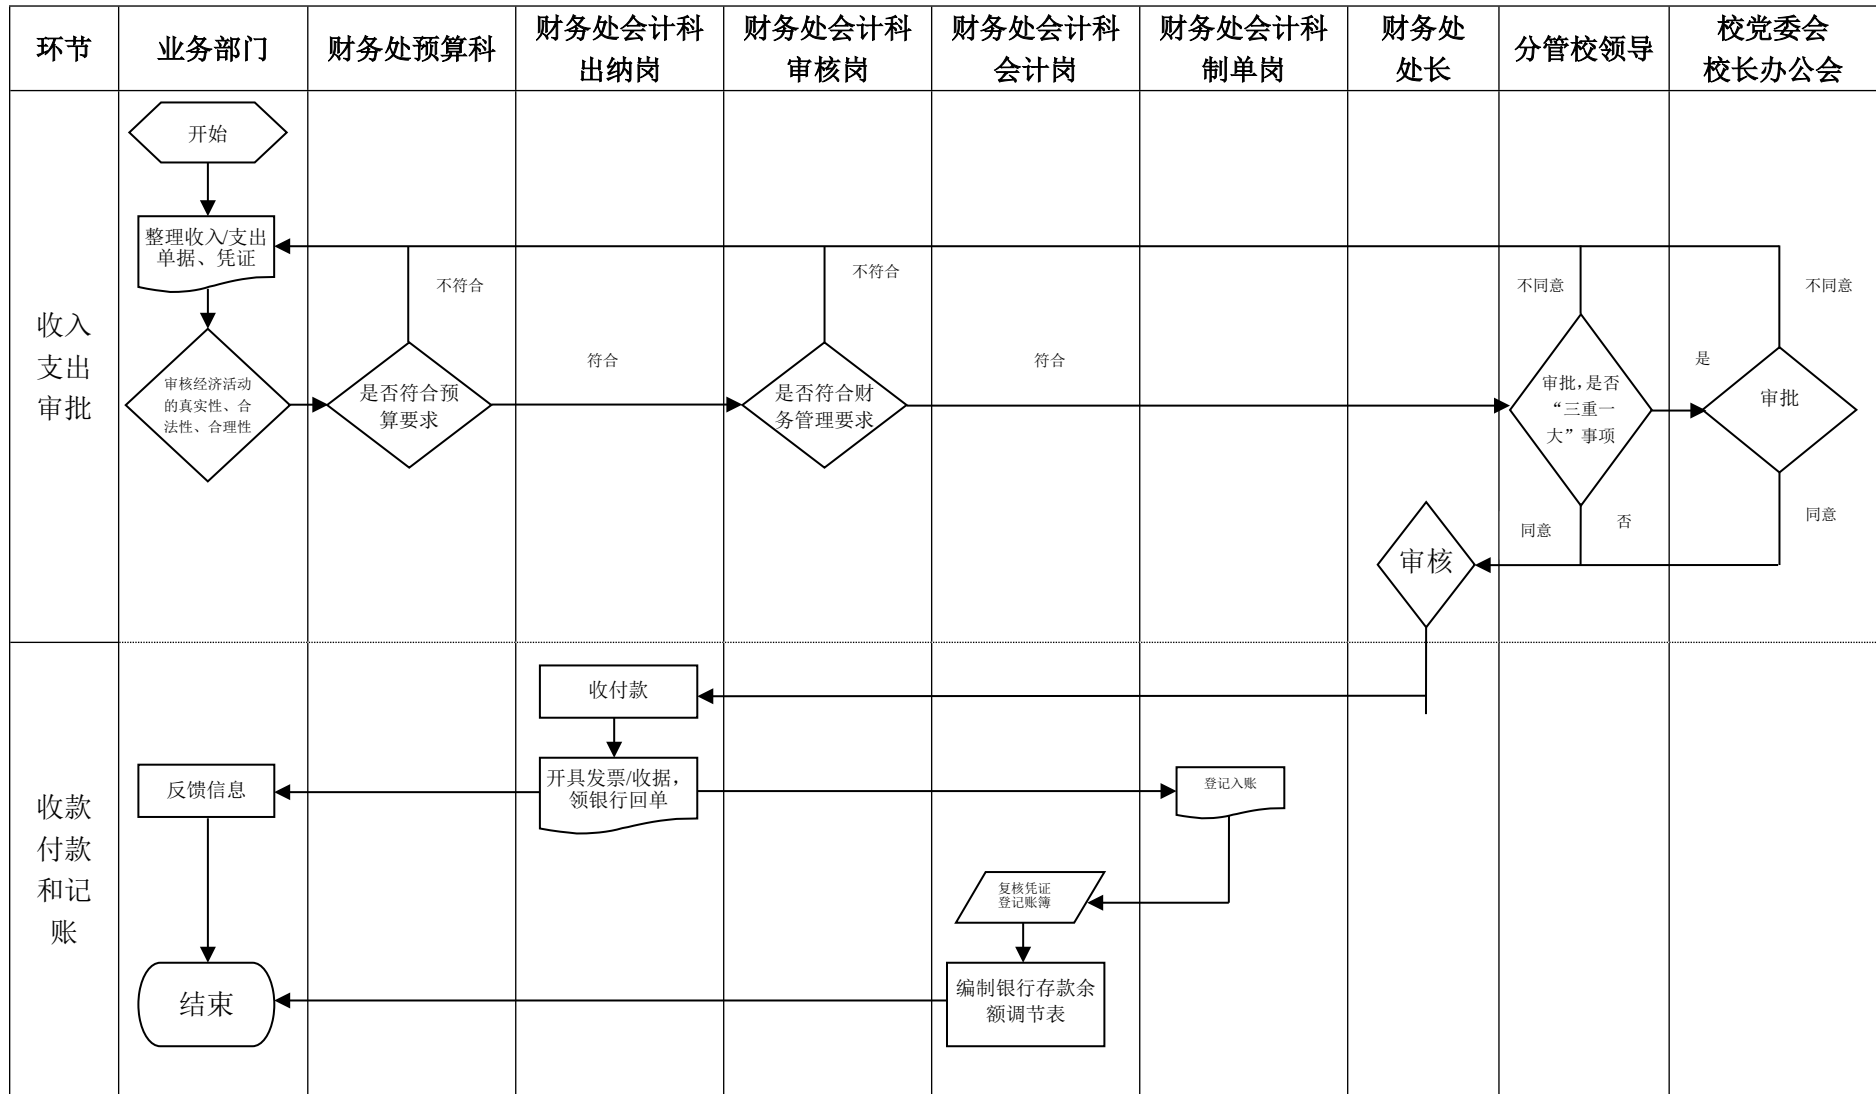 环节
业务部门
财务处预算科
财务处会计科
出纳岗
财务处会计科
审核岗
财务处会计科
会计岗
财务处会计科
制单岗
财务处
处长
分管校领导
校党委会
校长办公会
收入
支出
审批
开始
整理收入/支出
单据、凭证
不符合
不符合
不同意
不同意
审核经济活动
的真实性、合
法性、合理性
是否符合预
算要求
符合
是否符合财
务管理要求
符合
审批,是否
“三重一
大”事项
是
审批
同意
否
同意
审核
收款
付款
和记
账
收付款
反馈信息
开具发票/收据，
领银行回单
登记入账
复核凭证
登记账簿
结束
编制银行存款余
额调节表